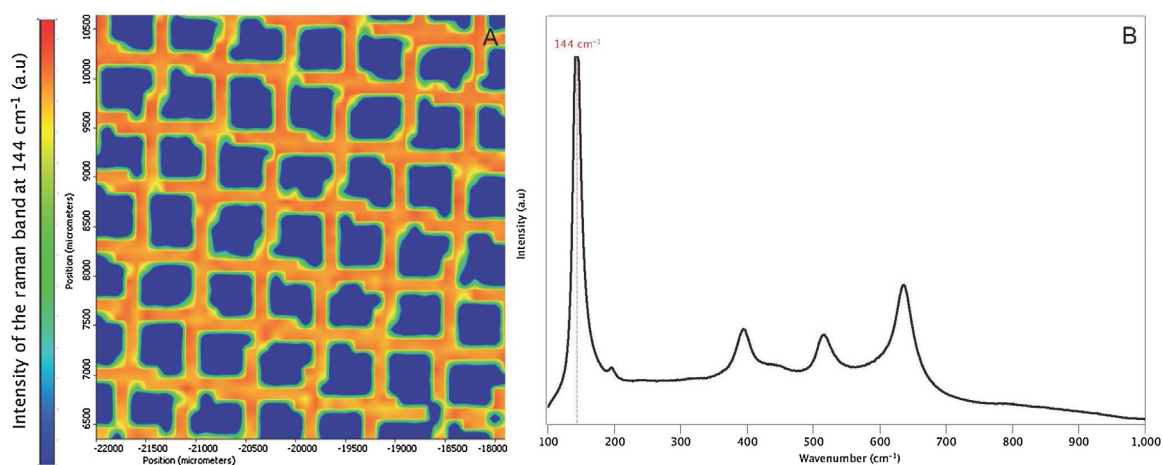 Intensity of the raman band at 144 cm⁻¹ (a.u)
A
Position (micrometers)
10500
10000
9500
9000
8500
8000
7500
7000
6500
-22000 -21500 -21000 -20500 -20000 -19500 -19000 -18500 -18000
Position (micrometers)
B
144 cm⁻¹
Intensity (a.u)
100 200 300 400 500 600 700 800 900 1,000
Wavenumber (cm⁻¹)